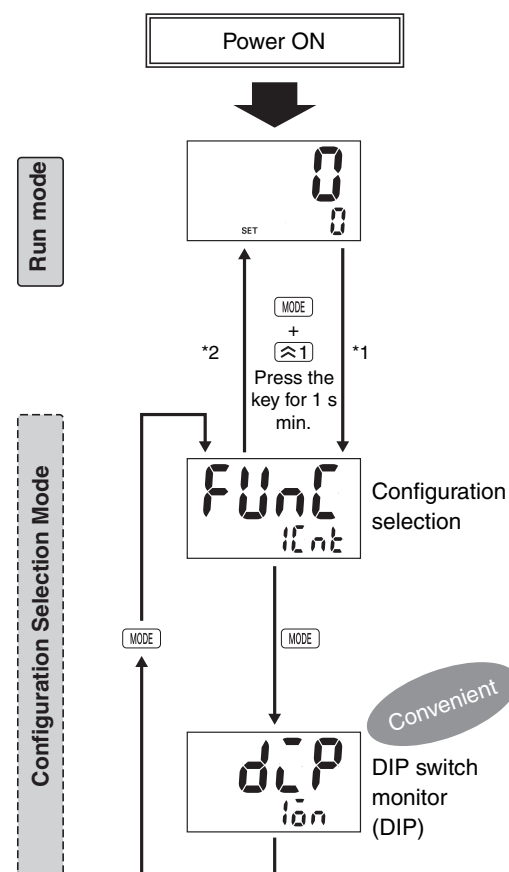 Power ON
Run mode
0
0
SET
MODE
+
1
*2
*1
Press the
key for 1 s
min.
Configuration Selection Mode
FUnC
1Cnt
Configuration
selection
MODE
MODE
Convenient
diP
1on
DIP switch
monitor
(DIP)